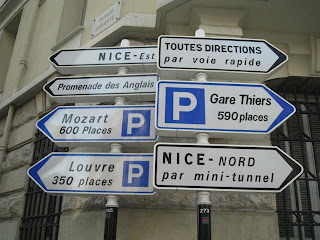 NICE-Est
Promenade des Anglais
Mozart
600 Places P
Louvre
350 places P
TOUTES DIRECTIONS
par voie rapide
P Gare Thiers
590 places
NICE-NORD
par mini-tunnel
273